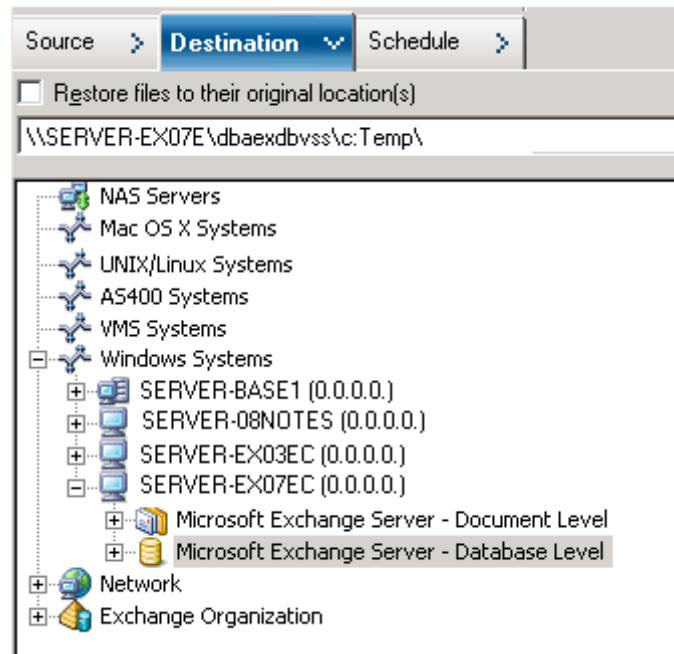 Source Destination Schedule
Restore files to their original location(s)
\\SERVER-EX07E\dbaexdbvss\c:Temp\
NAS Servers
Mac OS X Systems
UNIX/Linux Systems
AS400 Systems
VMS Systems
Windows Systems
SERVER-BASE1 (0.0.0.0.)
SERVER-08NOTES (0.0.0.0.)
SERVER-EX03EC (0.0.0.0.)
SERVER-EX07EC (0.0.0.0.)
Microsoft Exchange Server - Document Level
Microsoft Exchange Server - Database Level
Network
Exchange Organization